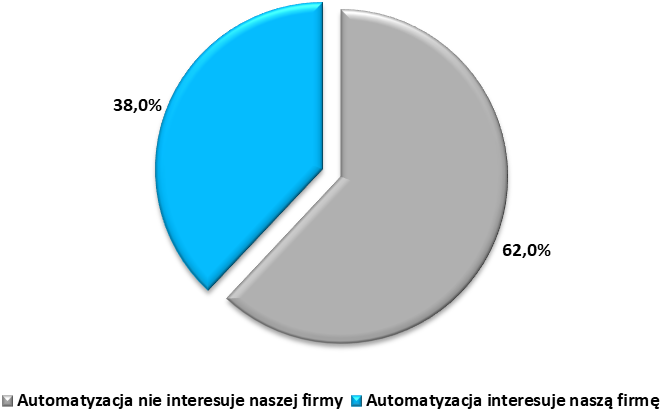 38,0%
62,0%
Automatyzacja nie interesuje naszej firmy
Automatyzacja interesuje naszą firmę